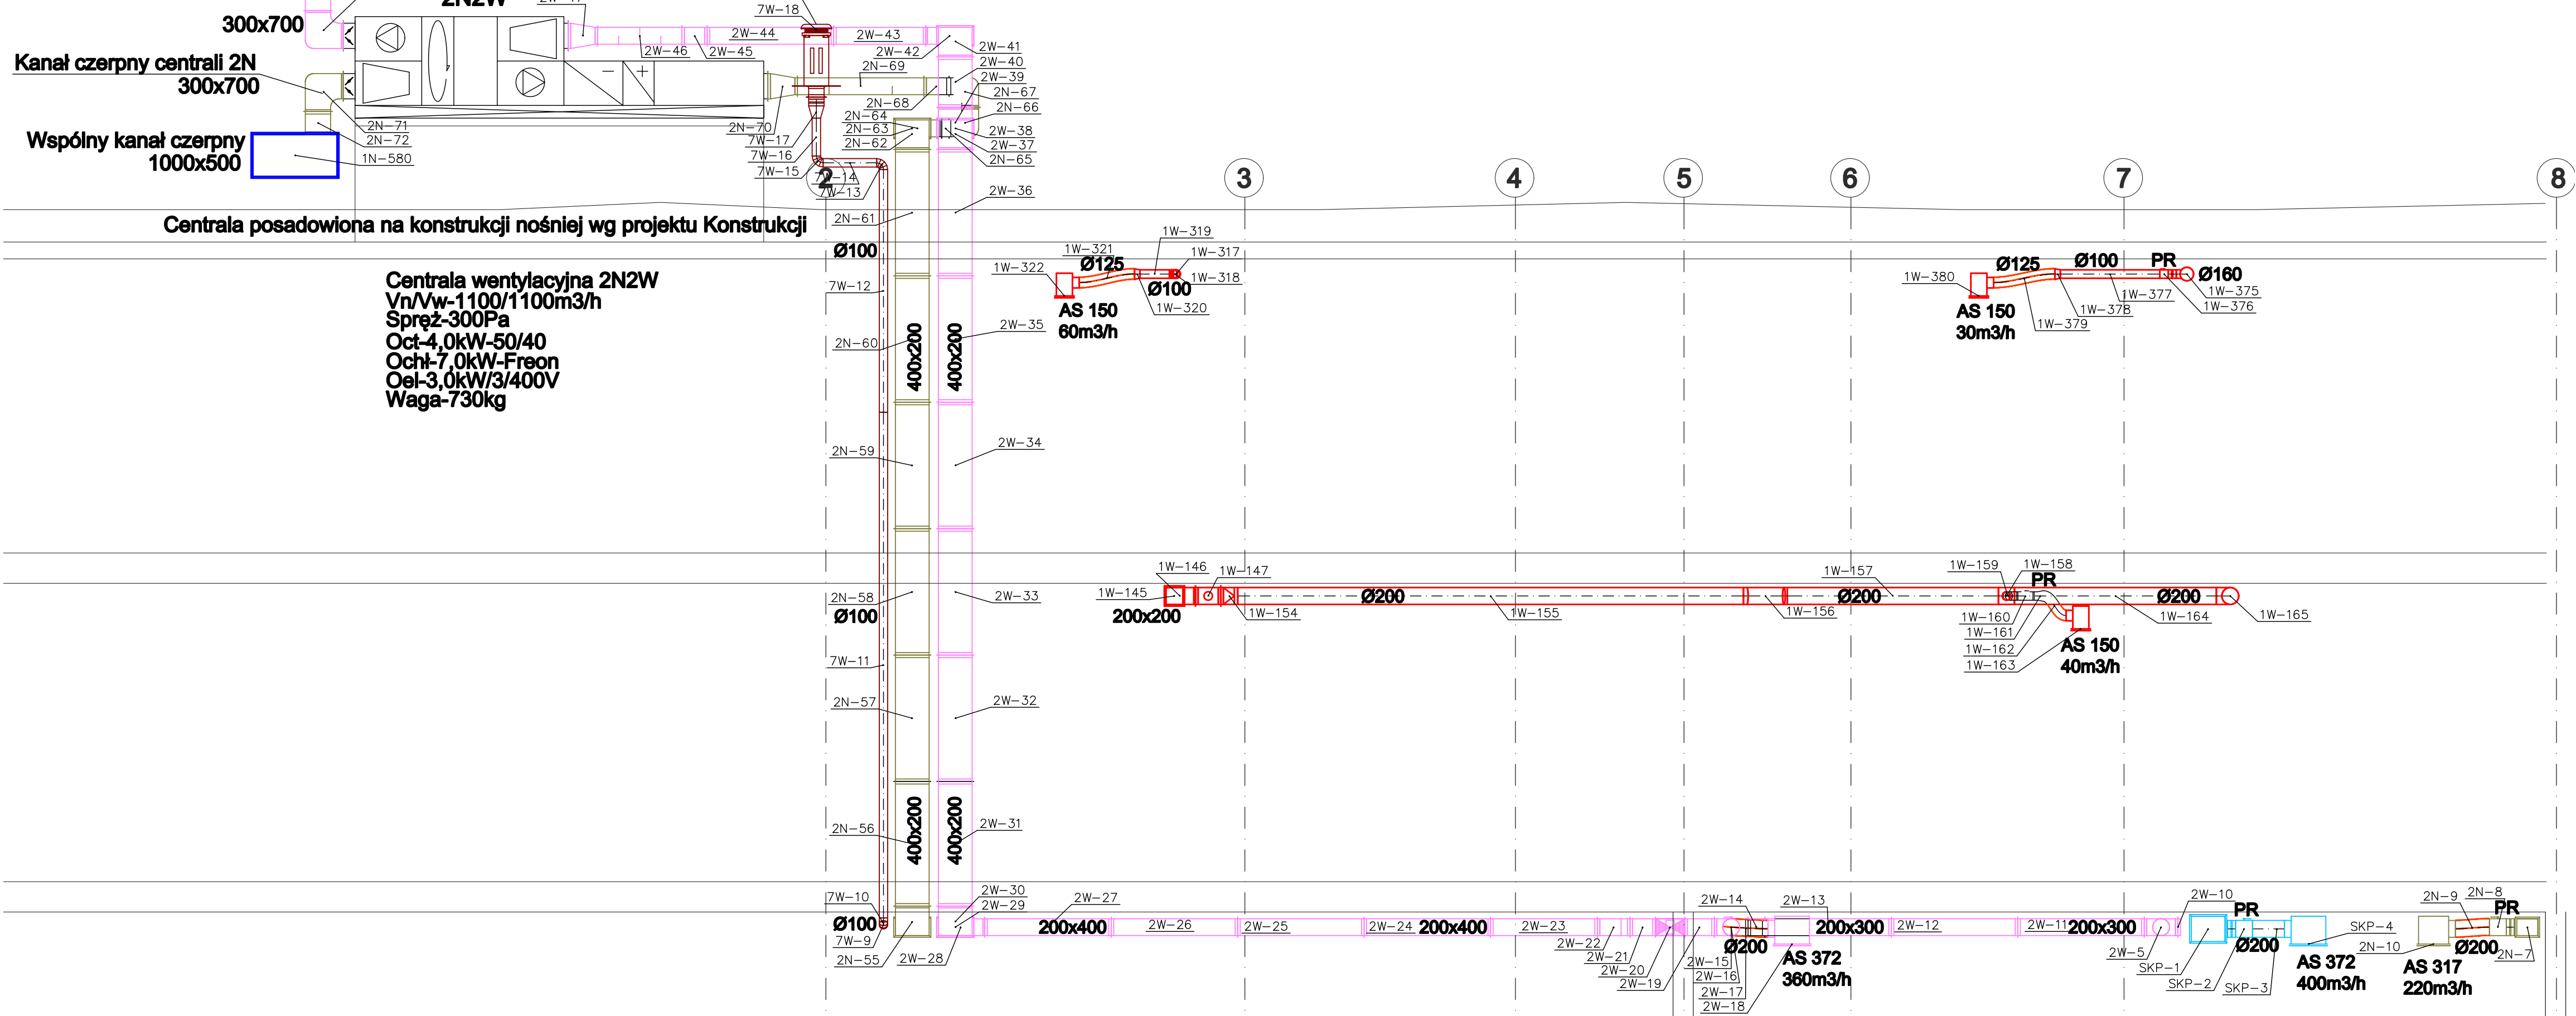 2N2W
300x700
Kanał czerpny centrali 2N
300x700
Wspólny kanał czerpny
1000x500
2N-71
2N-72
1N-580
7W-18
2W-44
2W-43
2W-46
2W-45
2W-42
2W-41
2N-69
2W-40
2W-39
2N-68
2N-67
2N-66
2N-70
2N-64
2N-63
2N-62
2W-38
2W-37
2N-65
7W-17
7W-16
7W-15
7W-14
7W-13
2
3
4
5
6
7
8
2N-61
2W-36
Centrala posadowiona na konstrukcji nośniej wg projektu Konstrukcji
Ø100
Centrala wentylacyjna 2N2W
Vn/Vw-1100/1100m3/h
Spręż-300Pa
Oct-4,0kW-50/40
Ochł-7,0kW-Freon
Oel-3,0kW/3/400V
Waga-730kg
7W-12
2N-60
400x200
400x200
2W-35
1W-319
1W-321
1W-317
1W-322
Ø125
1W-318
Ø100
1W-320
AS 150
60m3/h
1W-380
Ø125
Ø100
PR
Ø160
1W-375
1W-377
1W-376
1W-378
1W-379
AS 150
30m3/h
2N-59
2W-34
2N-58
Ø100
2W-33
1W-146
1W-147
1W-145
200x200
1W-154
Ø200
1W-155
1W-157
1W-156
Ø200
1W-159
1W-158
PR
Ø200
1W-160
1W-161
1W-162
1W-163
1W-164
1W-165
AS 150
40m3/h
7W-11
2N-57
2W-32
2N-56
400x200
400x200
2W-31
7W-10
Ø100
7W-9
2N-55
2W-30
2W-29
2W-28
2W-27
200x400
2W-26
2W-25
2W-24
200x400
2W-23
2W-22
2W-21
2W-20
2W-19
2W-14
2W-13
Ø200
2W-15
2W-16
2W-17
2W-18
AS 372
360m3/h
200x300
2W-12
2W-11
200x300
2W-10
2W-5
PR
SKP-1
SKP-2
SKP-3
SKP-4
Ø200
AS 372
400m3/h
2N-9
2N-8
PR
2N-10
Ø200
2N-7
AS 317
220m3/h